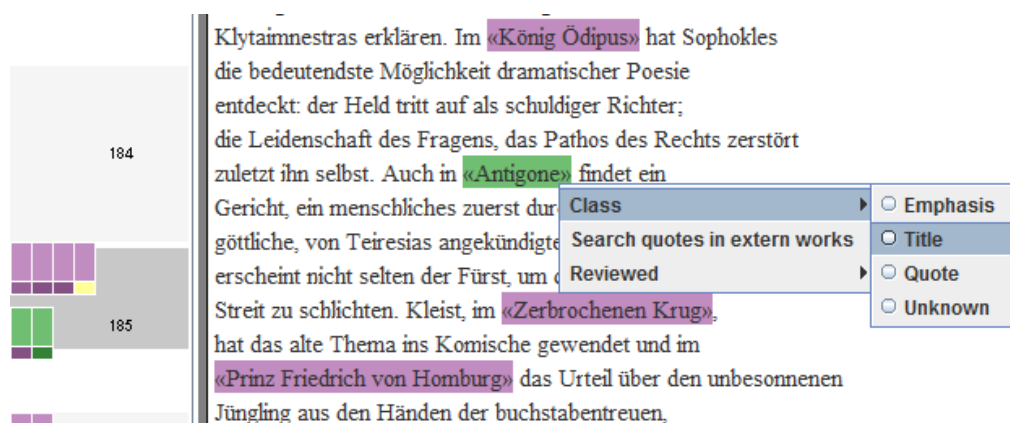 Klytaimnestras erklären. Im «König Ödipus» hat Sophokles
die bedeutendste Möglichkeit dramatischer Poesie
entdeckt: der Held tritt auf als schuldiger Richter;
die Leidenschaft des Fragens, das Pathos des Rechts zerstört
184
zuletzt ihn selbst. Auch in «Antigone» findet ein
Gericht, ein menschliches zuerst
Class
Emphasis
göttliche, von Teiresias angekündigte
Search quotes in extern works
Title
erscheint nicht selten der Fürst, um
Reviewed
Quote
185
Streit zu schlichten. Kleist, im «Zerbrochenen Krug»,
Unknown
hat das alte Thema ins Komische gewendet und im
«Prinz Friedrich von Homburg» das Urteil über den unbesonnenen
Jüngling aus den Händen der buchstabentreuen,